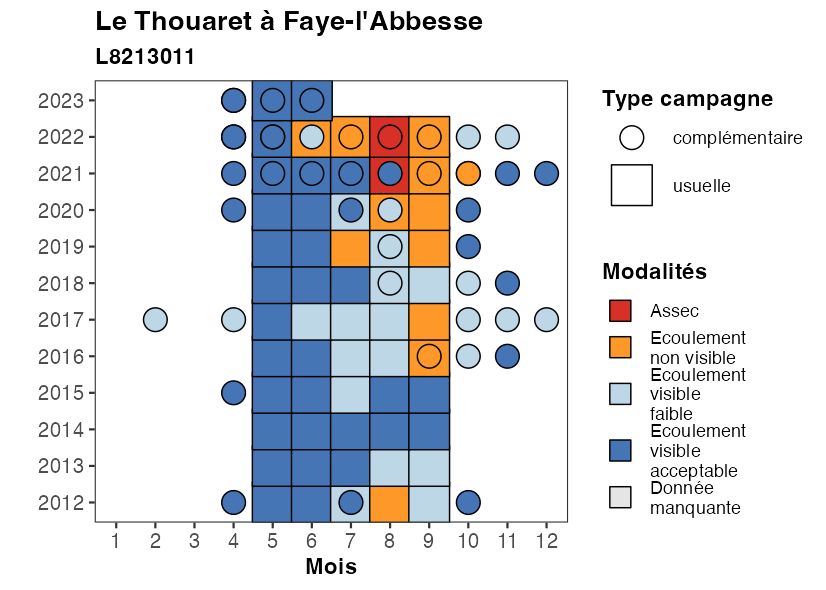 Le Thouaret à Faye-l'Abbesse
L8213011
2023
2022
2021
2020
2019
2018
2017
2016
2015
2014
2013
2012
1 2 3 4 5 6 7 8 9 10 11 12
Mois
Type campagne
complémentaire
usuelle
Modalités
Assec
Ecoulement
non visible
Ecoulement
visible
faible
Ecoulement
visible
acceptable
Donnée
manquante